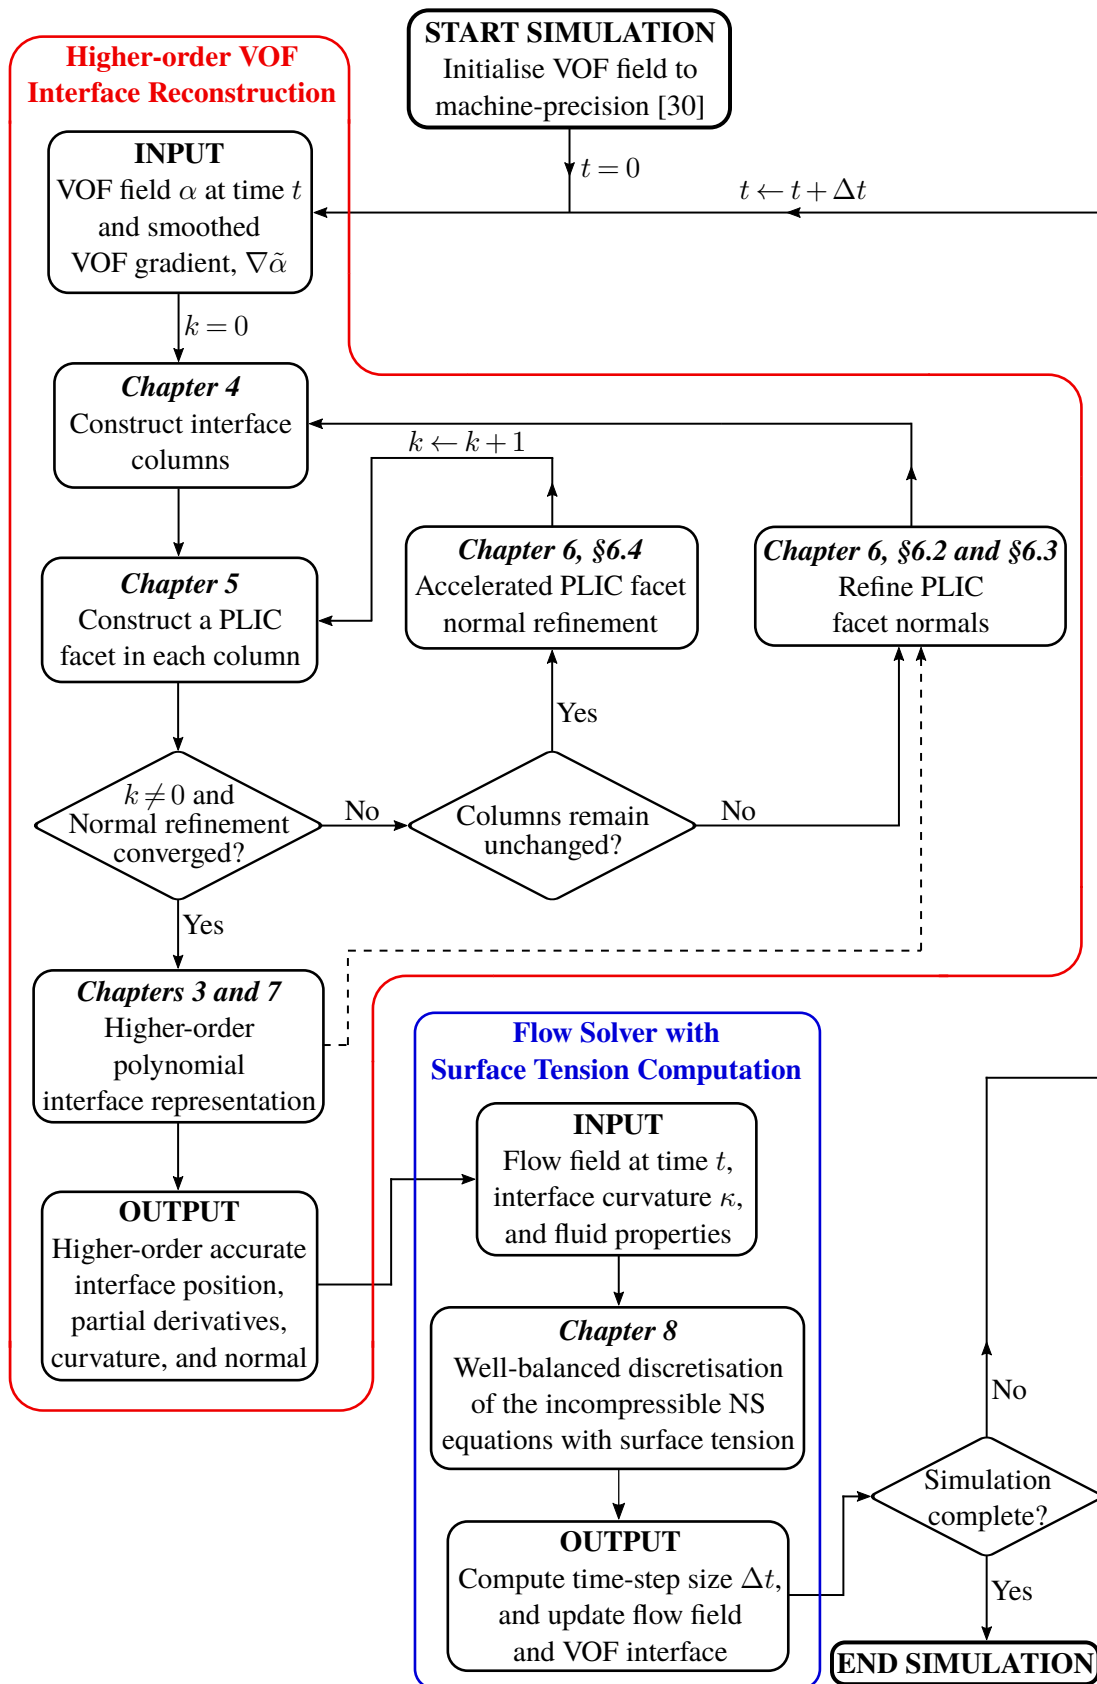 START SIMULATION
Initialise VOF field to
machine-precision [30]
t = 0
t ← t + Δt
Higher-order VOF
Interface Reconstruction
INPUT
VOF field α at time t
and smoothed
VOF gradient, ∇α̃
k = 0
Chapter 4
Construct interface
columns
k ← k + 1
Chapter 5
Construct a PLIC
facet in each column
Chapter 6, §6.4
Accelerated PLIC facet
normal refinement
Chapter 6, §6.2 and §6.3
Refine PLIC
facet normals
Yes
k ≠ 0 and
Normal refinement
converged?
No
Columns remain
unchanged?
No
Yes
Chapters 3 and 7
Higher-order
polynomial
interface representation
OUTPUT
Higher-order accurate
interface position,
partial derivatives,
curvature, and normal
Flow Solver with
Surface Tension Computation
INPUT
Flow field at time t,
interface curvature κ,
and fluid properties
Chapter 8
Well-balanced discretisation
of the incompressible NS
equations with surface tension
OUTPUT
Compute time-step size Δt,
and update flow field
and VOF interface
No
Simulation
complete?
Yes
END SIMULATION